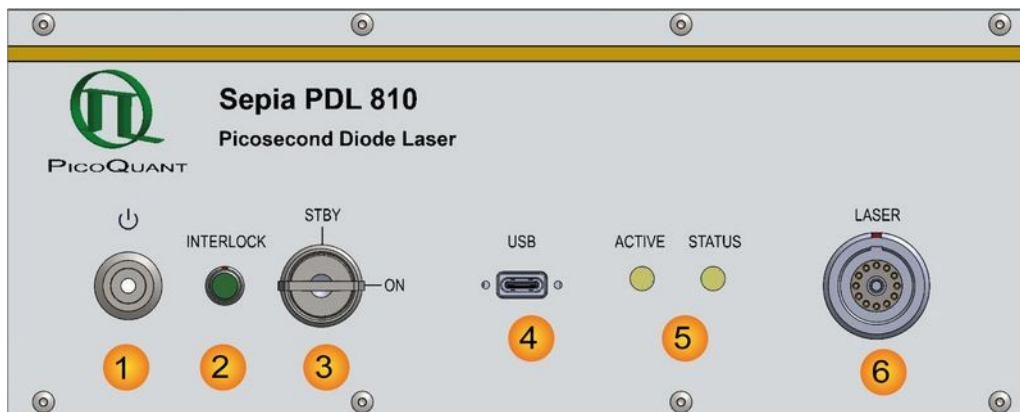 Sepia PDL 810
Picosecond Diode Laser
PICOQUANT
STBY
INTERLOCK
ON
USB
ACTIVE
STATUS
LASER
1
2
3
4
5
6